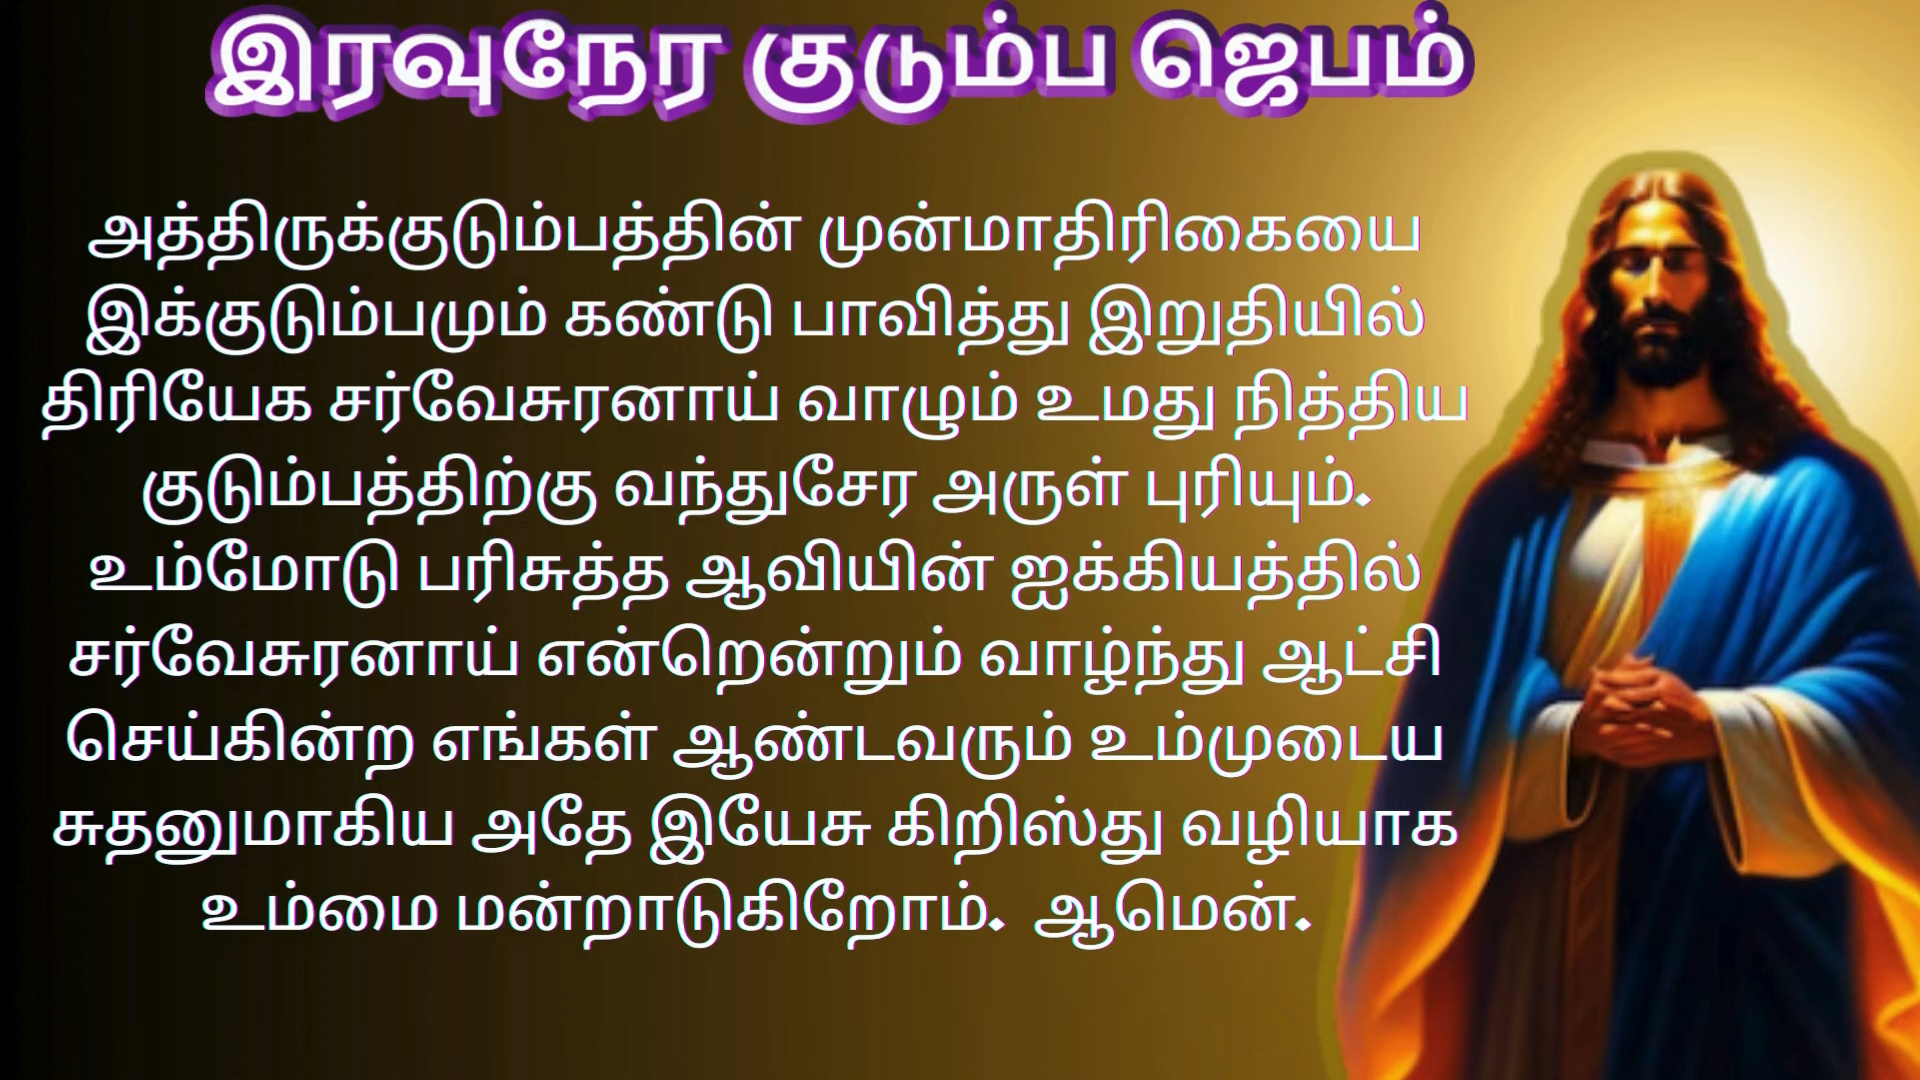 இரவுநேர குடும்ப ஜெபம்
அத்திருக்குடும்பத்தின் முன்மாதிரிகையை
இக்குடும்பமும் கண்டு பாவித்து இறுதியில்
திரியேக சர்வேசுரனாய் வாழும் உமது நித்திய
குடும்பத்திற்கு வந்துசேர அருள் புரியும்.
உம்மோடு பரிசுத்த ஆவியின் ஐக்கியத்தில்
சர்வேசுரனாய் என்றென்றும் வாழ்ந்து ஆட்சி
செய்கின்ற எங்கள் ஆண்டவரும் உம்முடைய
சுதனுமாகிய அதே இயேசு கிறிஸ்து வழியாக
உம்மை மன்றாடுகிறோம். ஆமென்.